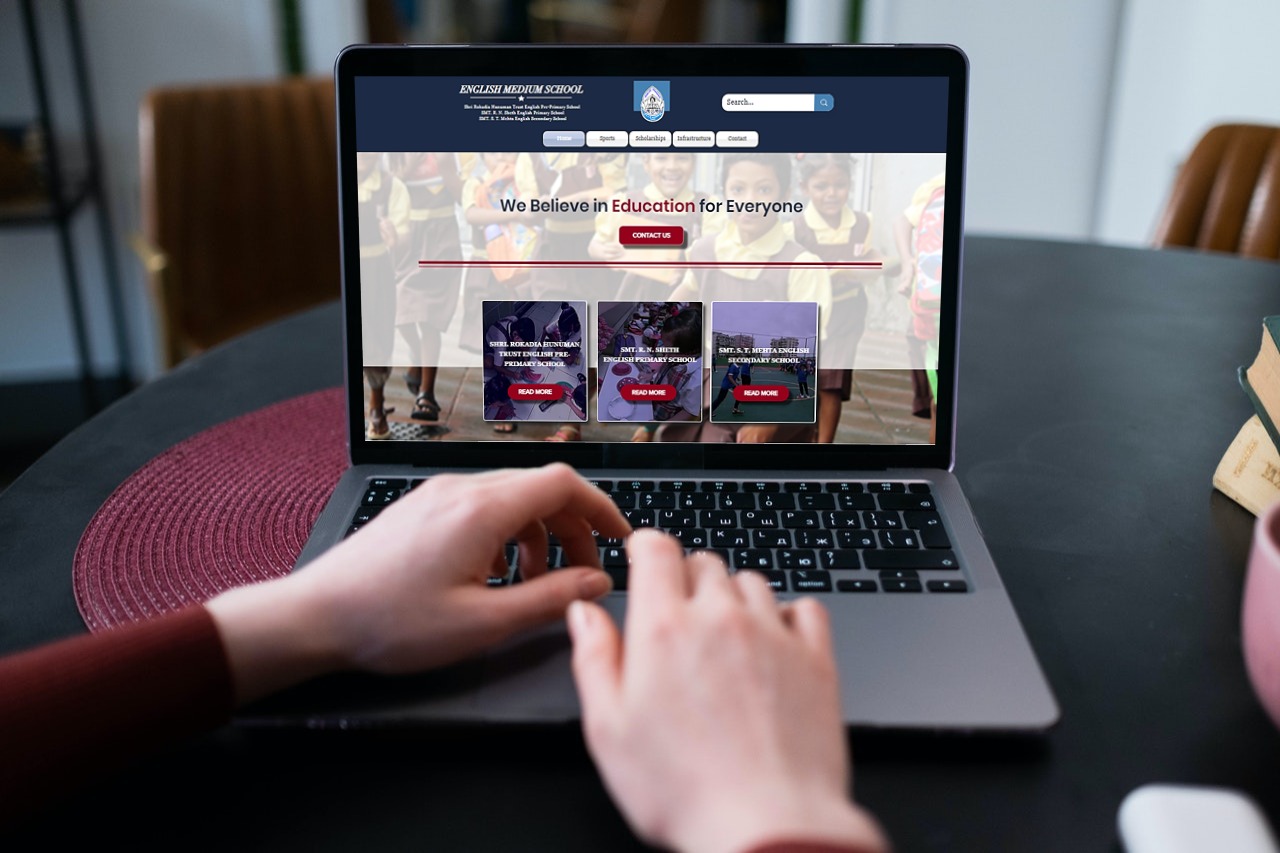 ENGLISH MEDIUM SCHOOL
Shri Rokadia Hunuman Trust English Pre-Primary School
SMT. R. N. Sheth English Primary School
SMT. S. T. Mehta English Secondary School
Search...
Home
Sports
Scholarships
Infrastructure
Contact
We Believe in Education for Everyone
CONTACT US
SHRI. ROKADIA HUNUMAN
TRUST ENGLISH PRE-
PRIMARY SCHOOL
READ MORE
SMT. R. N. SHETH
ENGLISH PRIMARY SCHOOL
READ MORE
SMT. S. T. MEHTA ENGLISH
SECONDARY SCHOOL
READ MORE
option